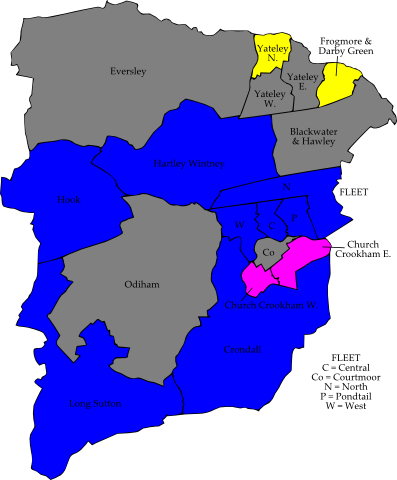 Frogmore &
Darby Green
Yateley
N.
Eversley
Yateley
E.
Yateley
W.
Blackwater
& Hawley
Hartley Wintney
N
FLEET
Hook
W
C
P
Church
Crookham E.
Co
Odiham
Church Crookham W.
Crondall
FLEET
C = Central
Co = Courtmoor
N = North
P = Pondtail
W = West
Long Sutton